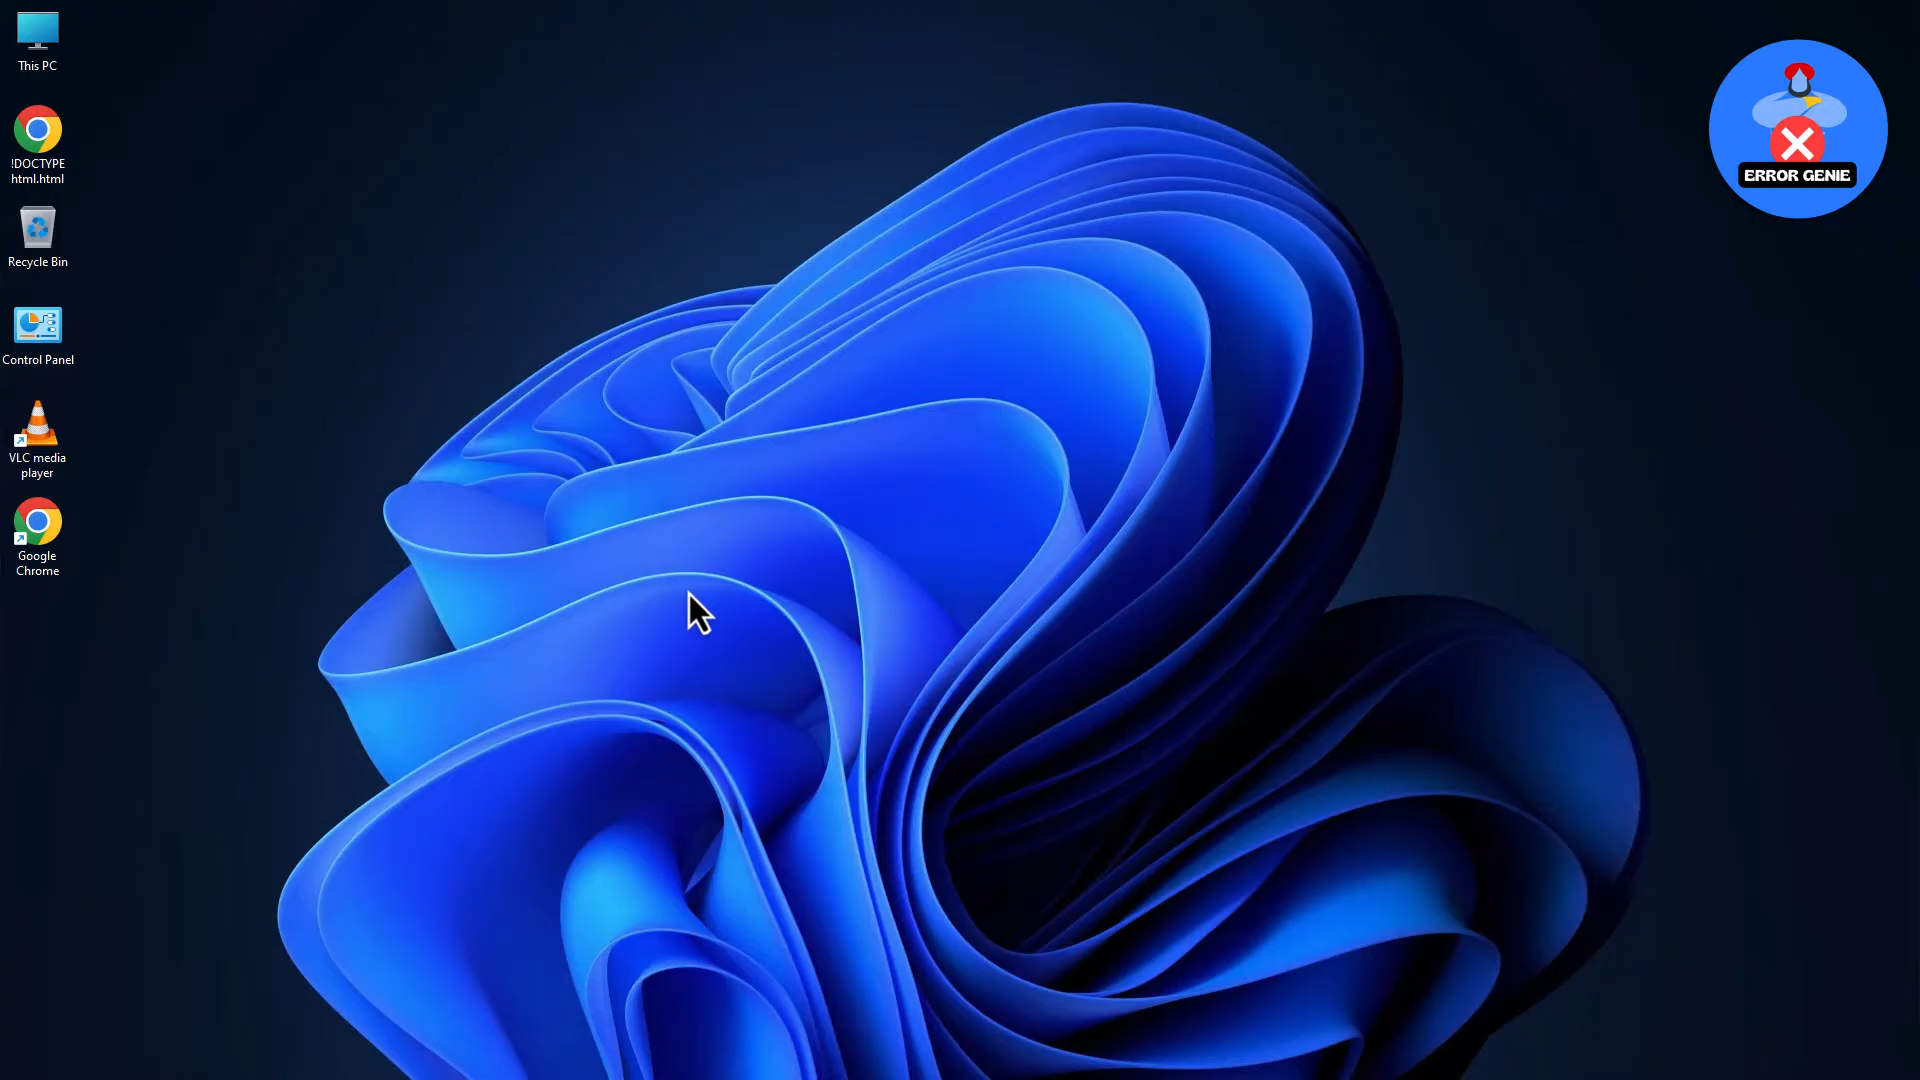 This PC
!DOCTYPE
html.html
Recycle Bin
Control Panel
VLC media
player
Google
Chrome
ERROR GENIE